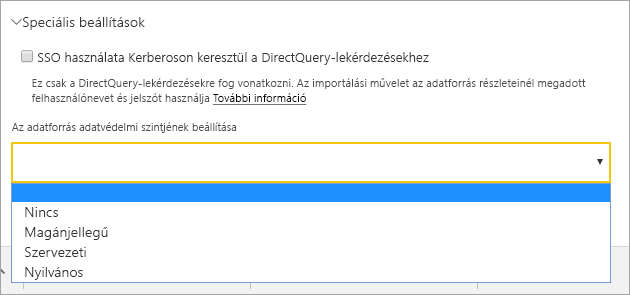 Speciális beállítások
SSO használata Kerberoson keresztül a DirectQuery-lekérdezésekhez
Ez csak a DirectQuery-lekérdezésekre fog vonatkozni. Az importálási művelet az adatforrás részleteinél megadott
felhasználónevet és jelszót használja További információ
Az adatforrás adatvédelmi szintjének beállítása
Nincs
Magánjellegű
Szervezeti
Nyilvános